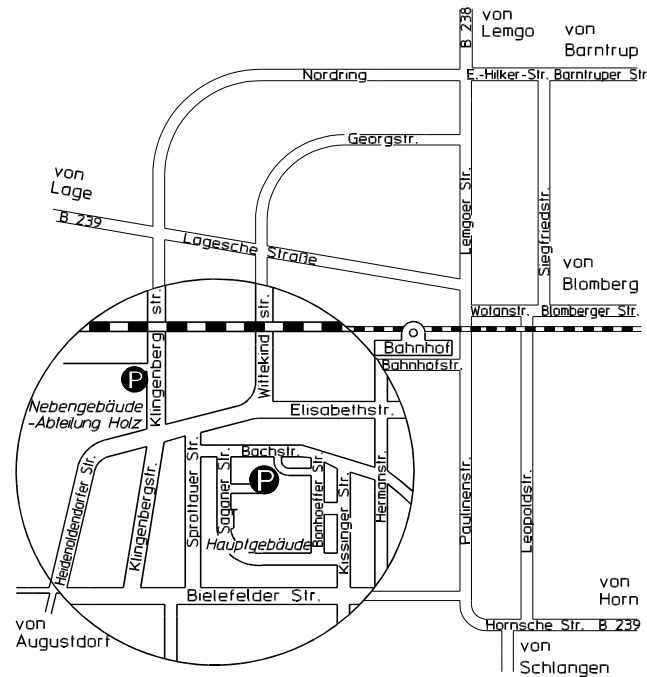 von
Lemgo
B 238
von
Barntrup
Nordring
E.-Hilker-Str.
Barntruper Str
Georgstr.
von
Lage
B 239
Lagesche Straße
Lemgoer Str.
Siegfriedstr.
von
Blomberg
Wotanstr.
Blomberger Str.
Klingenberg str.
Wittekind str.
Bahnhof
Bahnhofstr.
P
Nebengebäude
-Abteilung Holz
Elisabethstr.
Bachstr.
P
Heidenoldendorfer Str.
Klingenbergstr.
Sprottauer Str.
Saganer Str.
Bonhoeffer Str.
Kissinger Str.
Hermanstr.
Paulinenstr.
Leopoldstr.
Hauptgebäude
Bielefelder Str.
von
Augustdorf
von
Horn
Hornsche Str. B 239
von
Schlangen